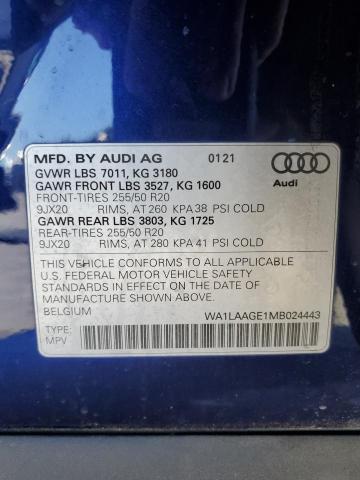 MFD. BY AUDI AG 0121
GVWR LBS 7011, KG 3180
GAWR FRONT LBS 3527, KG 1600
FRONT-TIRES 255/50 R20
9JX20 RIMS, AT 260 KPA 38 PSI COLD
GAWR REAR LBS 3803, KG 1725
REAR-TIRES 255/50 R20
9JX20 RIMS, AT 280 KPA 41 PSI COLD
Audi
THIS VEHICLE CONFORMS TO ALL APPLICABLE
U.S. FEDERAL MOTOR VEHICLE SAFETY
STANDARDS IN EFFECT ON THE DATE OF
MANUFACTURE SHOWN ABOVE.
BELGIUM
WA1LAAGE1MB024443
TYPE:
MPV